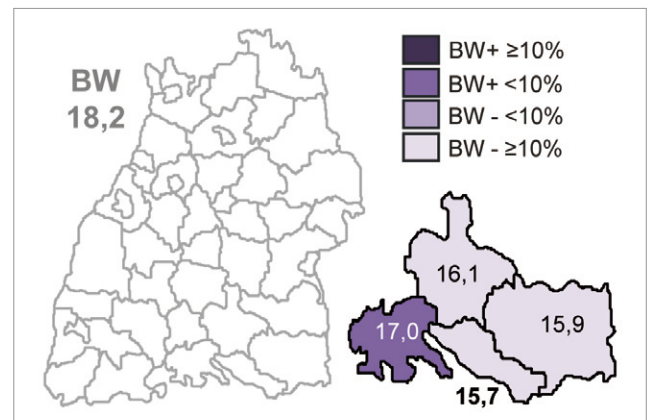 BW
18,2
BW+ ≥10%
BW+ <10%
BW - <10%
BW - ≥10%
16,1
17,0
15,9
15,7